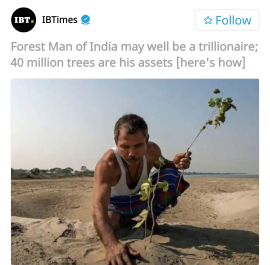 IBT.
IBTimes
☆ Follow
Forest Man of India may well be a trillionaire;
40 million trees are his assets [here's how]